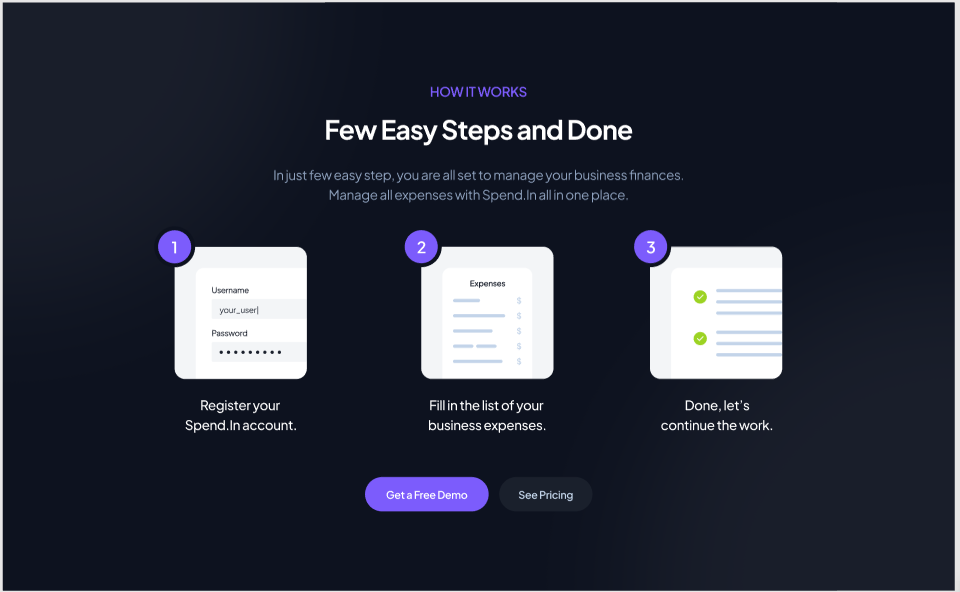 HOW IT WORKS
Few Easy Steps and Done
In just few easy step, you are all set to manage your business finances.
Manage all expenses with Spend.In all in one place.
1
Username
your_user|
Password
Register your
Spend.In account.
2
Expenses
$
$
$
$
$
Fill in the list of your
business expenses.
3
Done, let's
continue the work.
Get a Free Demo
See Pricing